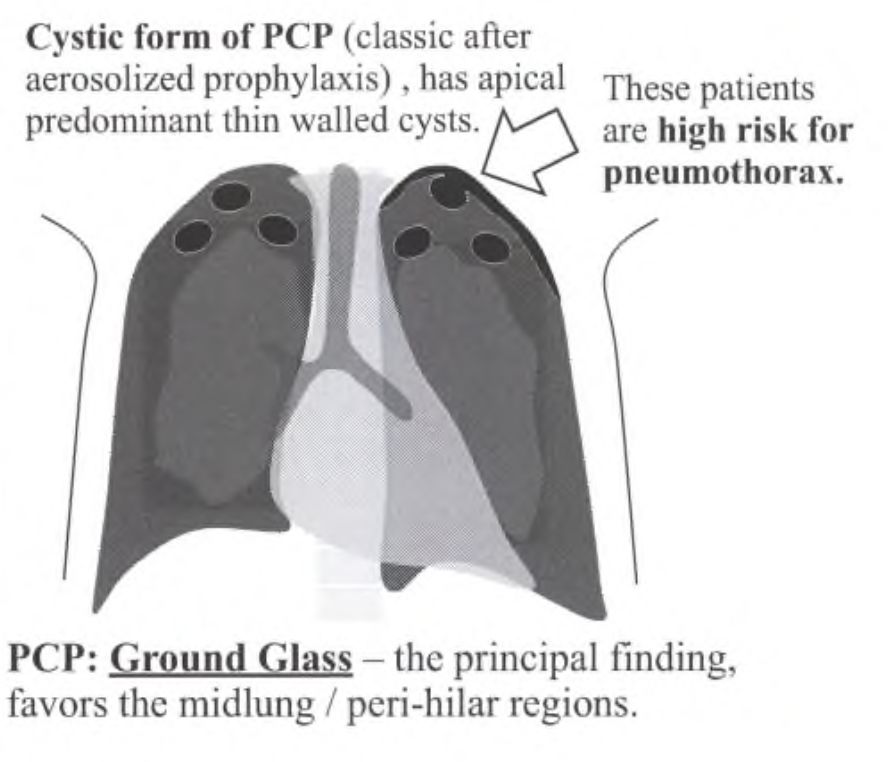 Cystic form of PCP (classic after
aerosolized prophylaxis) , has apical
predominant thin walled cysts.
These patients
are high risk for
pneumothorax.
PCP: Ground Glass – the principal finding,
favors the midlung / peri-hilar regions.